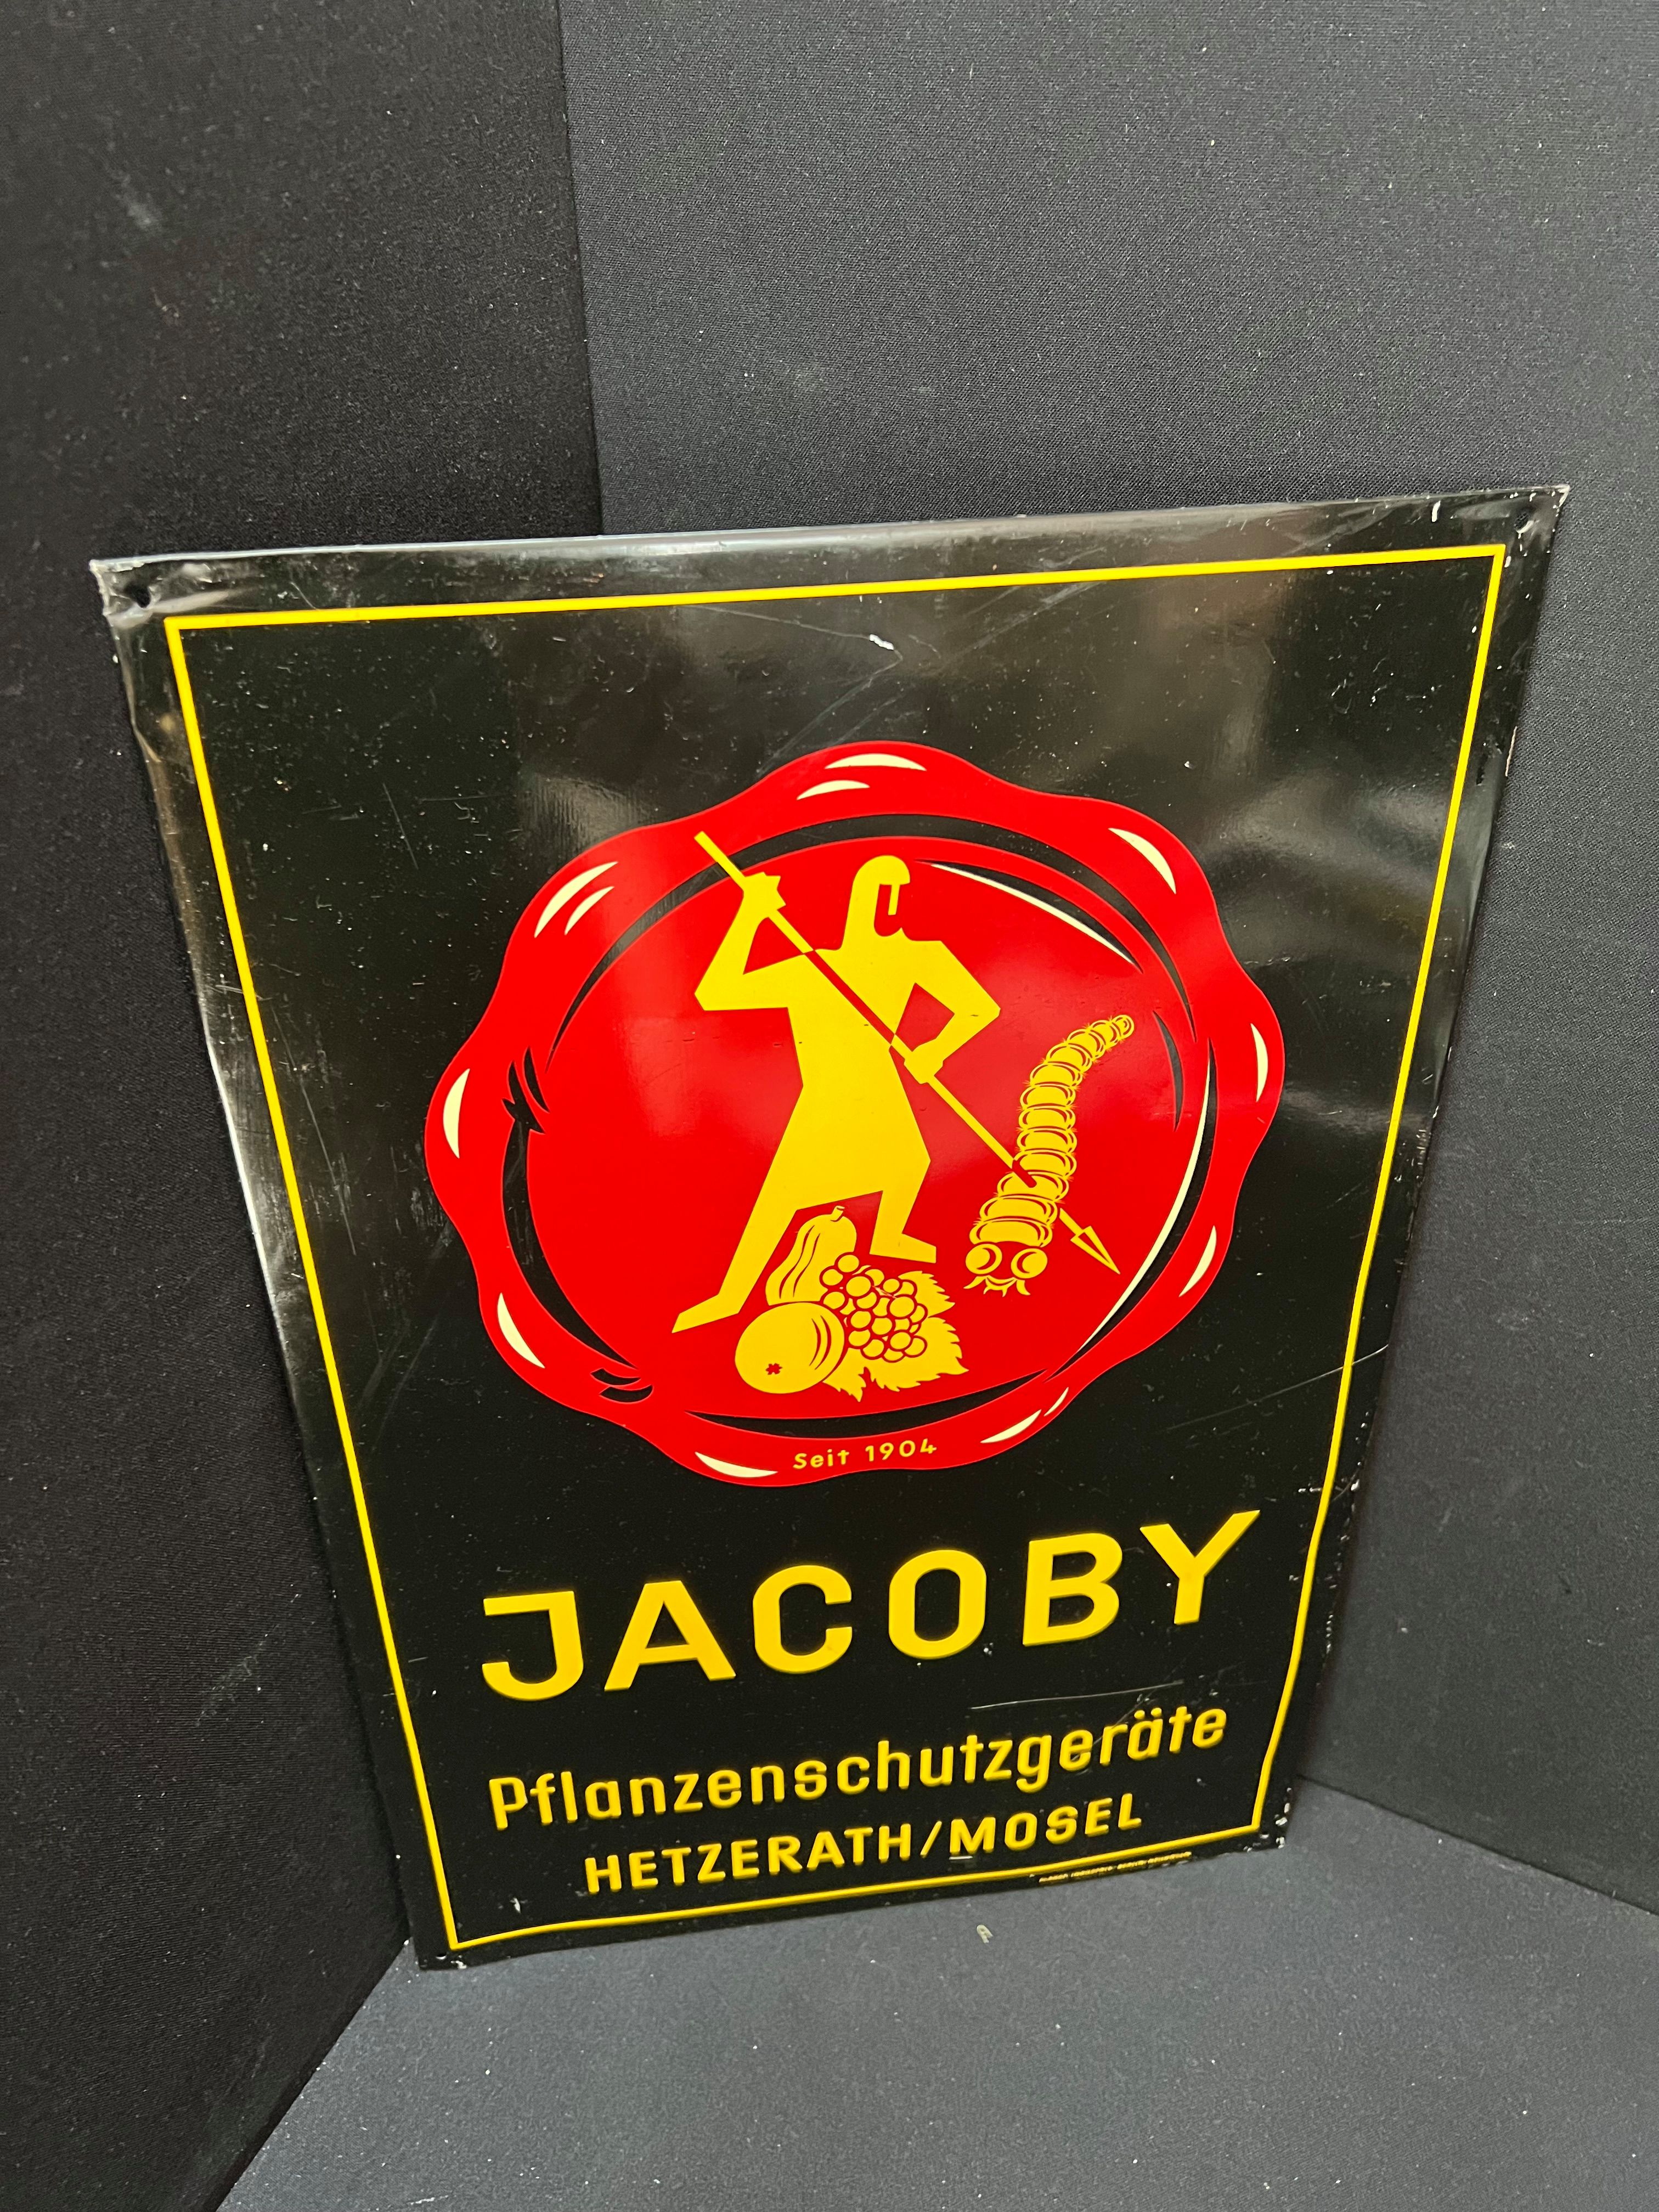 Seit 1904
JACOBY
Pflanzenschutzgeräte
HETZERATH/MOSEL